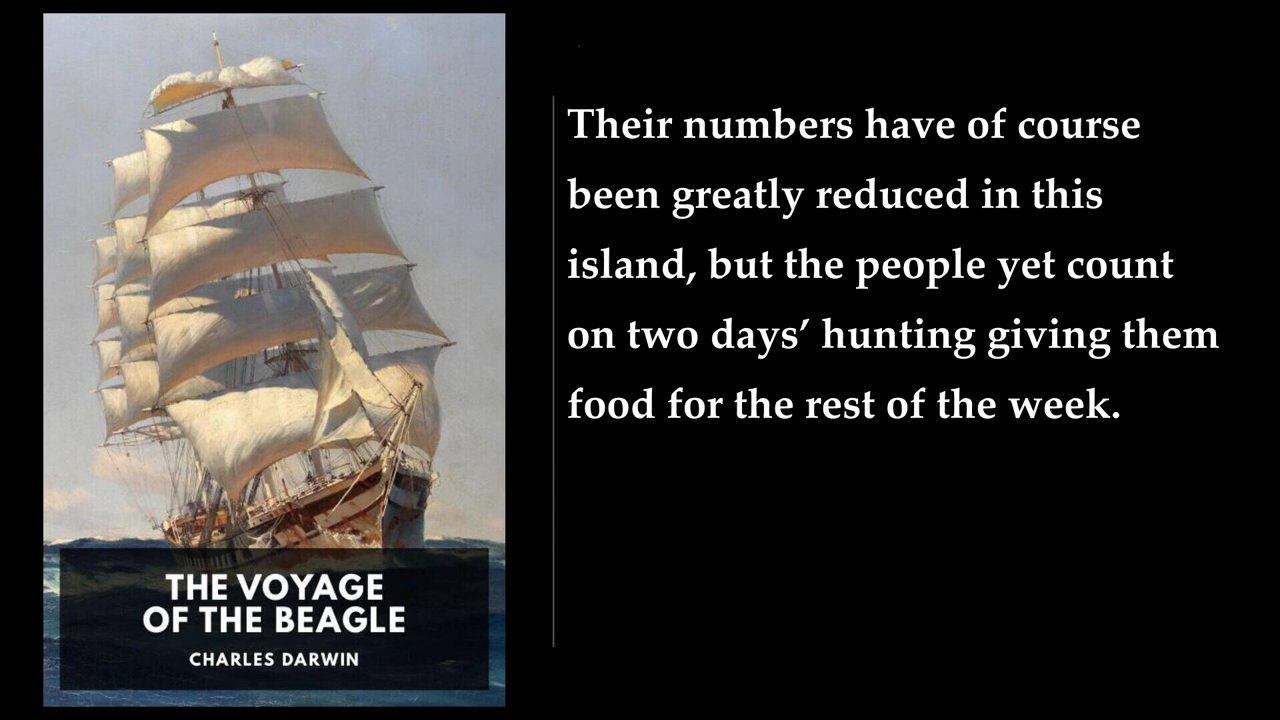 THE VOYAGE
OF THE BEAGLE
CHARLES DARWIN
Their numbers have of course
been greatly reduced in this
island, but the people yet count
on two days’ hunting giving them
food for the rest of the week.